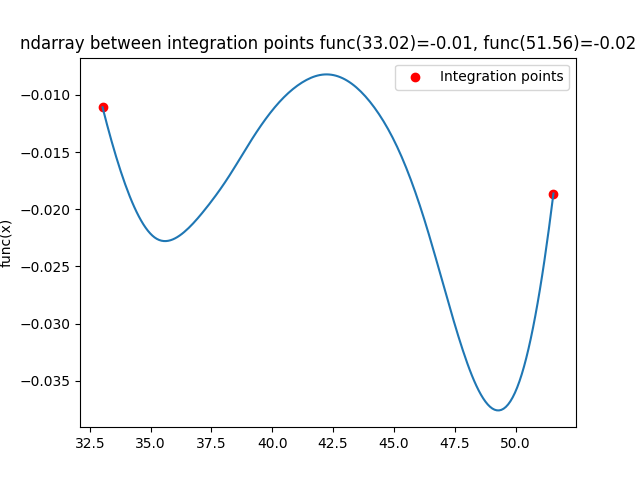 ndarray between integration points func(33.02)=-0.01, func(51.56)=-0.02
Integration points
−0.010
−0.015
−0.020
−0.025
−0.030
−0.035
func(x)
32.5 35.0 37.5 40.0 42.5 45.0 47.5 50.0